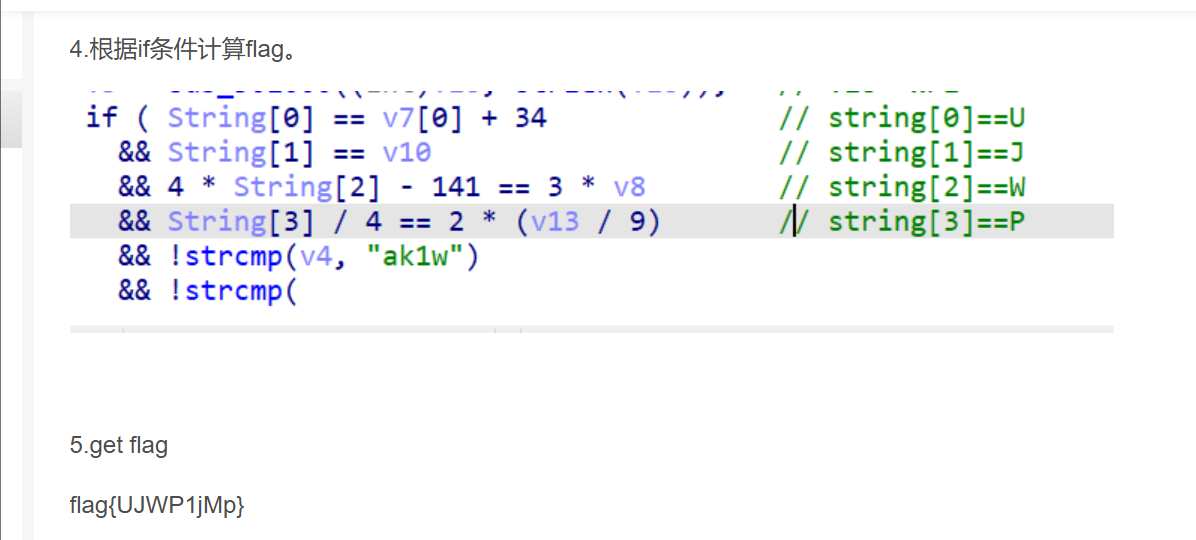 4.根据if条件计算flag。
if ( String[0] == v7[0] + 34 // string[0]==U
&& String[1] == v10 // string[1]==J
&& 4 * String[2] - 141 == 3 * v8 // string[2]==W
&& String[3] / 4 == 2 * (v13 / 9) // string[3]==P
&& !strcmp(v4, "ak1w")
&& !strcmp(
5.get flag
flag{UJWP1jMp}